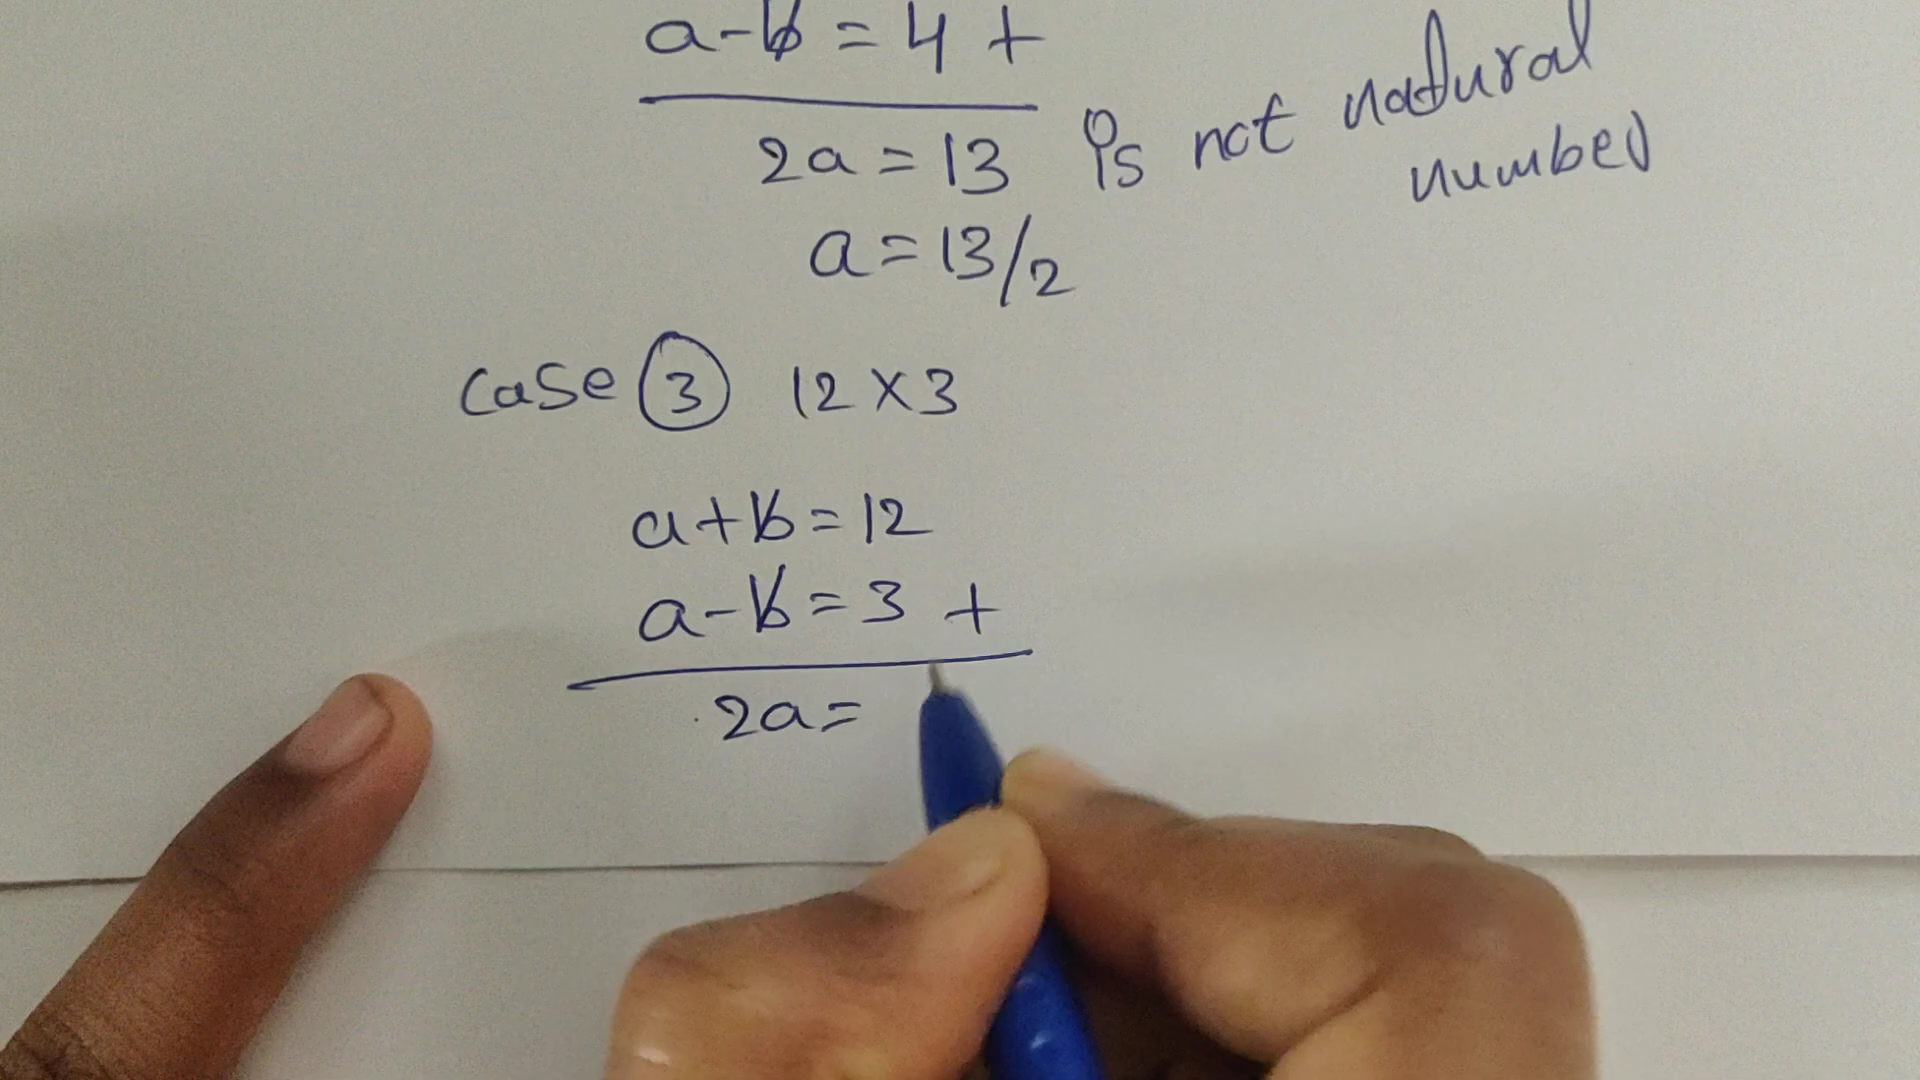 a-b = 4 +
2a = 13 is not natural
number
a = 13/2
Case 3 12 x 3
a+b = 12
a-b = 3 +
2a =